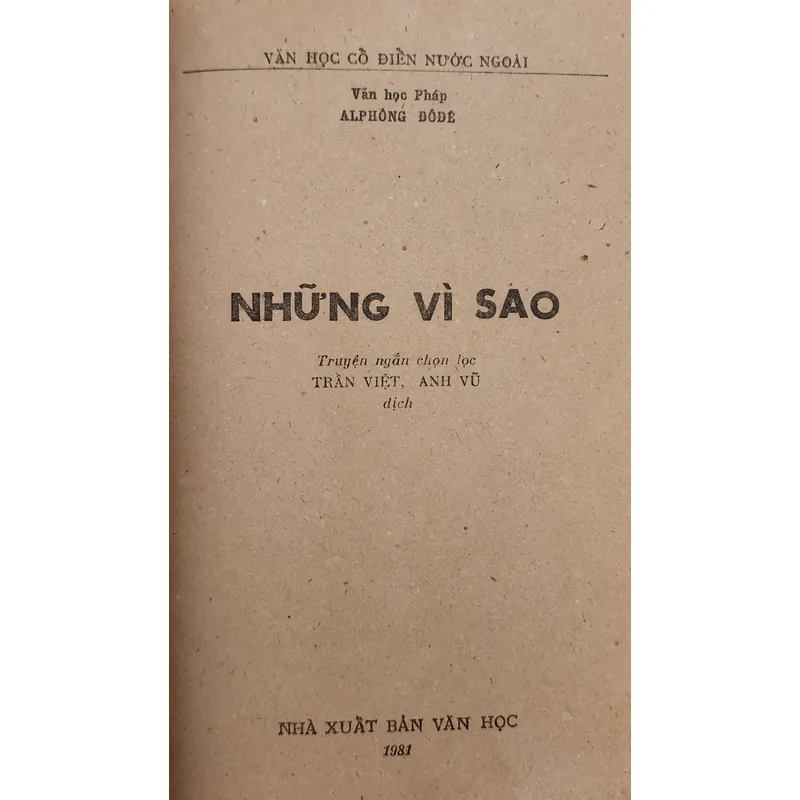 VĂN HỌC CỔ ĐIỂN NƯỚC NGOÀI
Văn học Pháp
ALPHÔNG ĐÔĐÊ
NHỮNG VÌ SAO
Truyện ngắn chọn lọc
TRẦN VIỆT, ANH VŨ
dịch
NHÀ XUẤT BẢN VĂN HỌC
1981